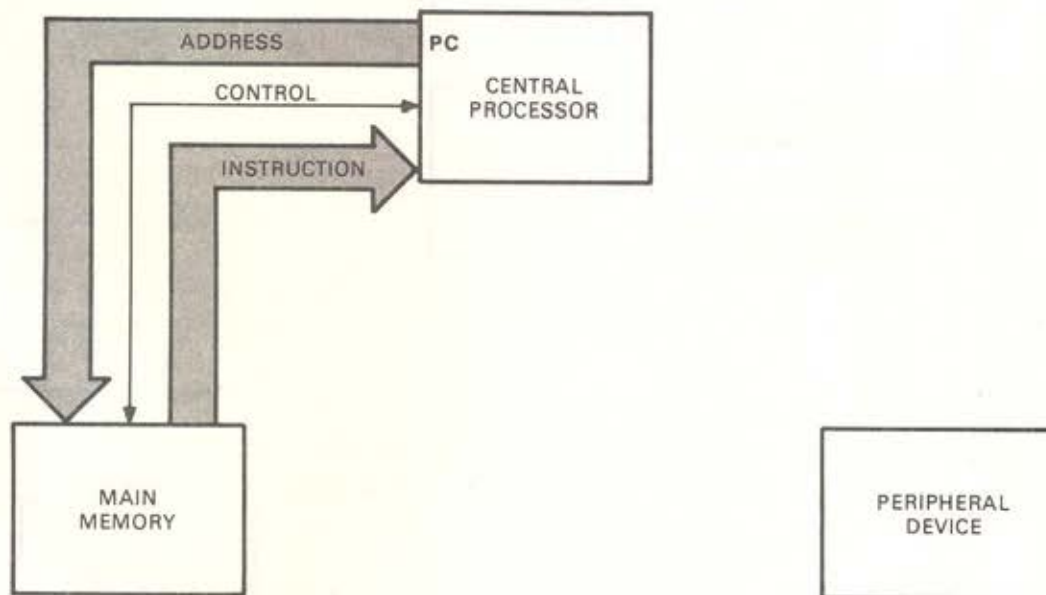 ADDRESS
PC
CENTRAL
PROCESSOR
CONTROL
INSTRUCTION
MAIN
MEMORY
PERIPHERAL
DEVICE